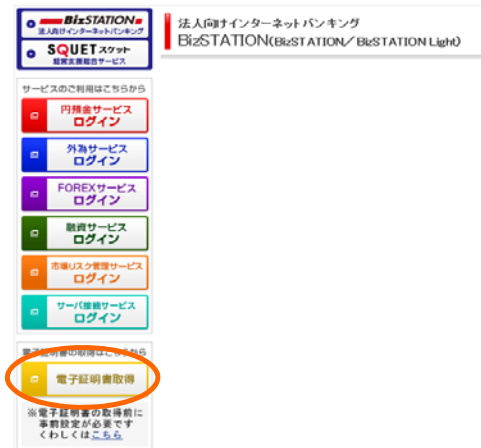 BizSTATION
法人向けインターネットバンキング
SQUET スケット
経営支援総合サービス
法人向けインターネットバンキング
BizSTATION(BizSTATION/BizSTATION Light)
サービスのご利用はこちらから
円預金サービス
ログイン
外為サービス
ログイン
FOREXサービス
ログイン
融資サービス
ログイン
市場リスク管理サービス
ログイン
サーバ接続サービス
ログイン
電子証明書の取得はこちらから
電子証明書取得
※電子証明書の取得前に
事前設定が必要です
くわしくはこちら